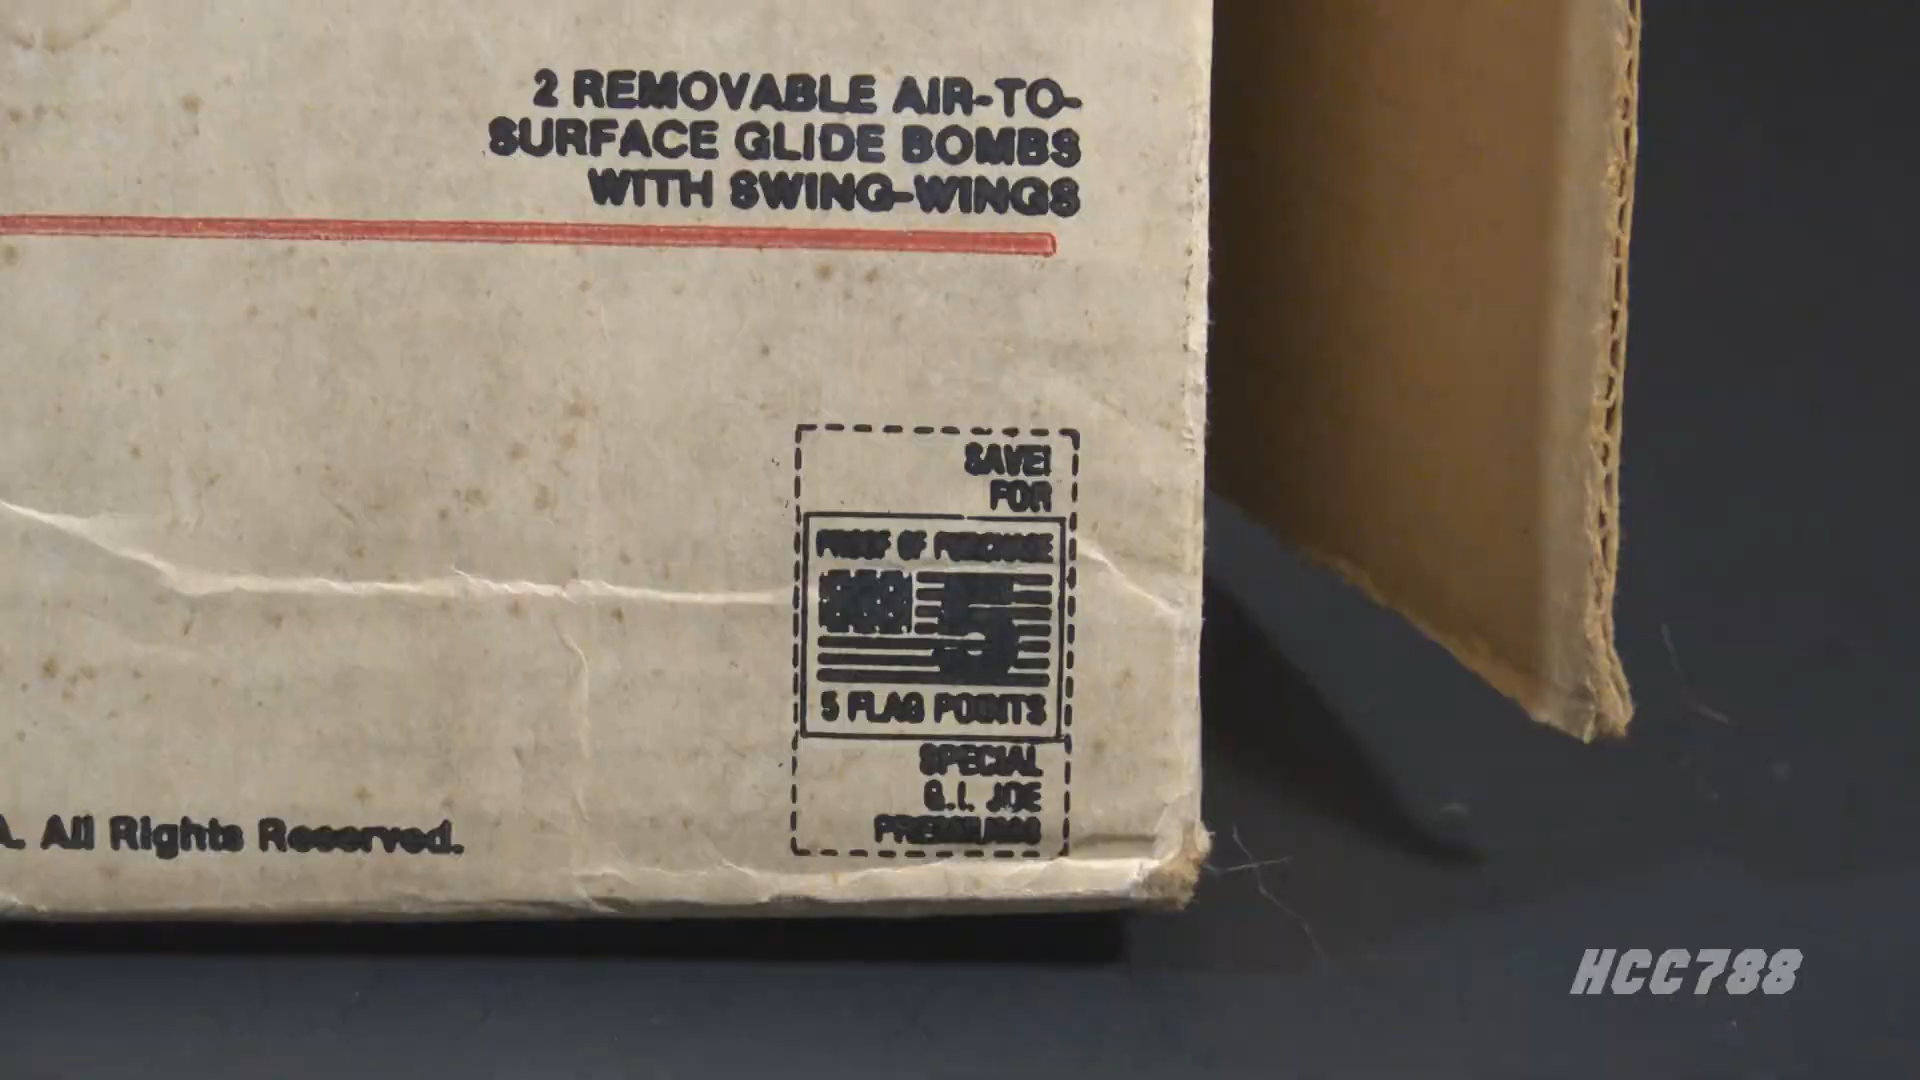 2 REMOVABLE AIR-TO-
SURFACE GLIDE BOMBS
WITH SWING-WINGS
SAVE!
FOR
PROOF OF PURCHASE
5 FLAG POINTS
SPECIAL
G.I. JOE
PREMIUMS
A. All Rights Reserved.
HCC788